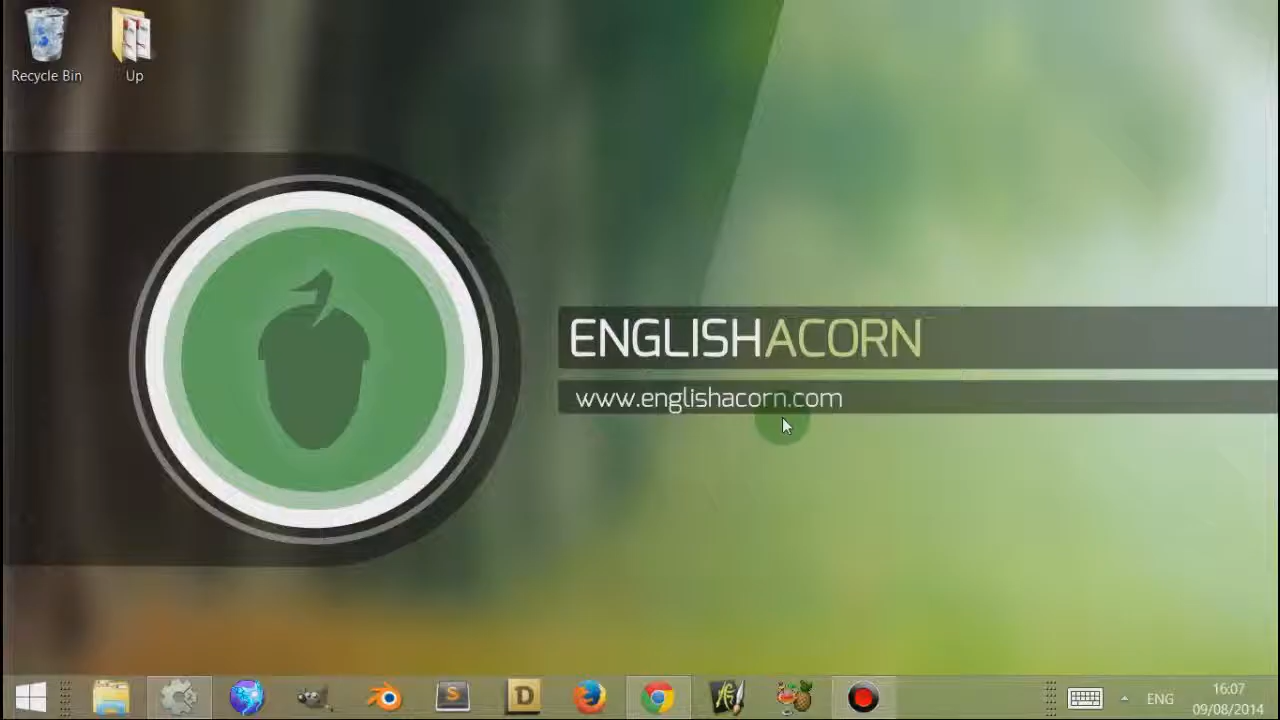 Recycle Bin
Up
ENGLISHACORN
www.englishacorn.com
S
D
ENG
16:07
09/08/2014